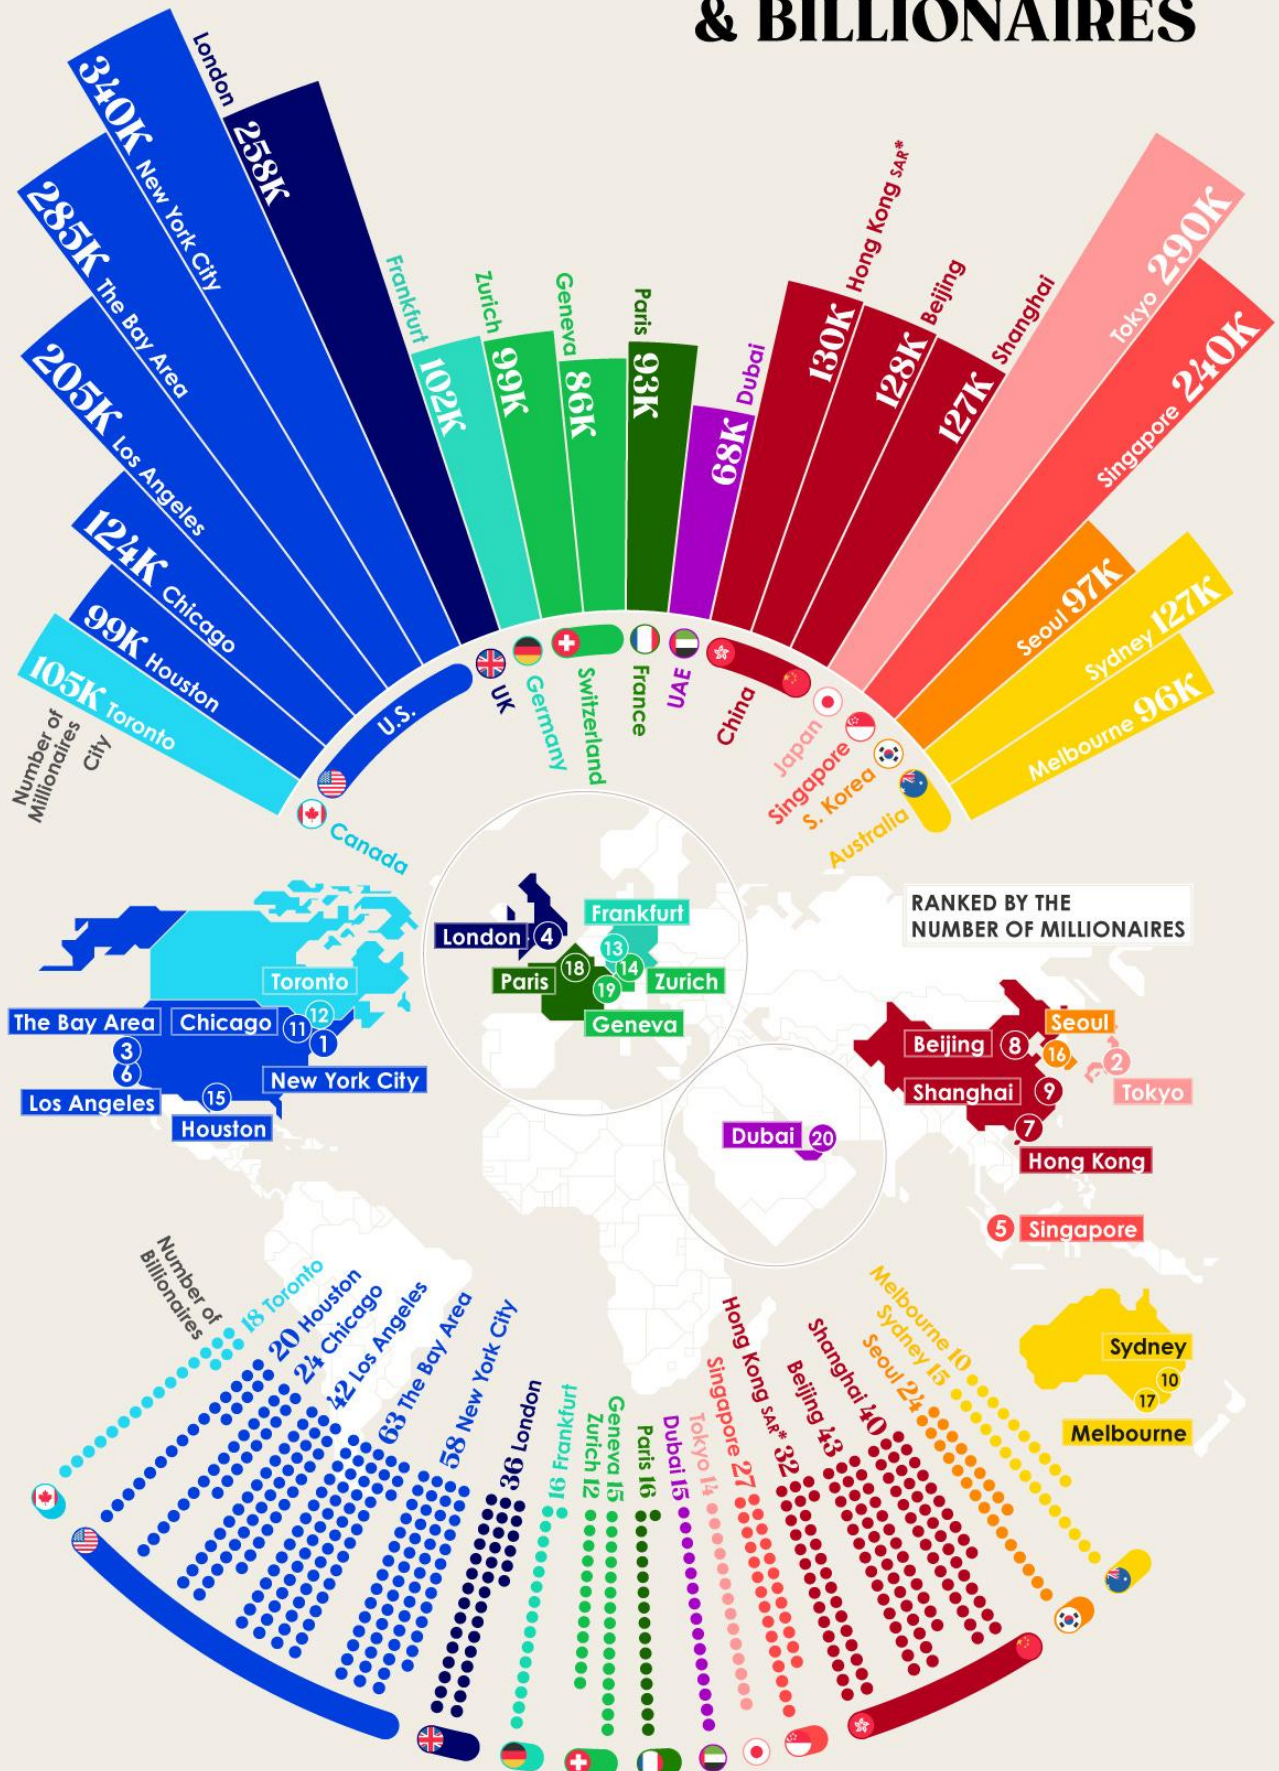 & BILLIONAIRES
105K Toronto
99K Houston
124K Chicago
205K Los Angeles
285K The Bay Area
340K New York City
London
258K
Frankfurt
102K
Zurich
99K
Geneva
86K
Paris
93K
Dubai
68K
Hong Kong SAR*
130K
Beijing
128K
Shanghai
127K
Tokyo 290K
Singapore 240K
Seoul 97K
Sydney 127K
Melbourne 96K
Number of
Millionaires
City
Canada
U.S.
UK
Germany
Switzerland
France
UAE
China
Japan
Singapore
S. Korea
Australia
RANKED BY THE
NUMBER OF MILLIONAIRES
Toronto
12
The Bay Area
3
Chicago
11
1
New York City
6
Los Angeles
15
Houston
London 4
Frankfurt
13
Paris 18
14 Zurich
19
Geneva
Dubai 20
Beijing 8
Seoul
16
2
Tokyo
Shanghai 9
7
Hong Kong
5 Singapore
Sydney
10
17
Melbourne
Number of
Billionaires
18 Toronto
20 Houston
24 Chicago
42 Los Angeles
63 The Bay Area
58 New York City
36 London
16 Frankfurt
Zurich 12
Geneva 15
Paris 16
Dubai 15
Tokyo 14
Singapore 27
Hong Kong SAR* 32
Beijing 43
Shanghai 40
Seoul 24
Sydney 15
Melbourne 10